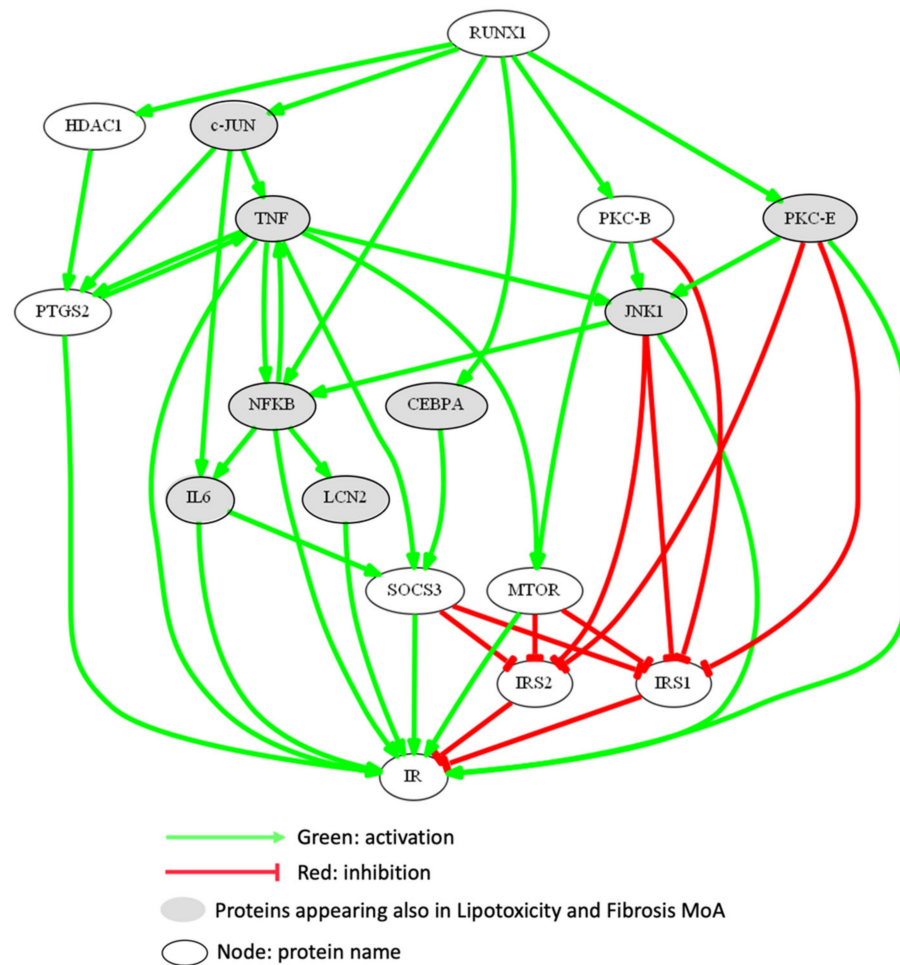 RUNX1
HDAC1
c-JUN
TNF
PKC-B
PKC-E
PTGS2
JNK1
NFKB
CEBPA
IL6
LCN2
SOCS3
MTOR
IRS2
IRS1
IR
Green: activation
Red: inhibition
Proteins appearing also in Lipotoxicity and Fibrosis MoA
Node: protein name